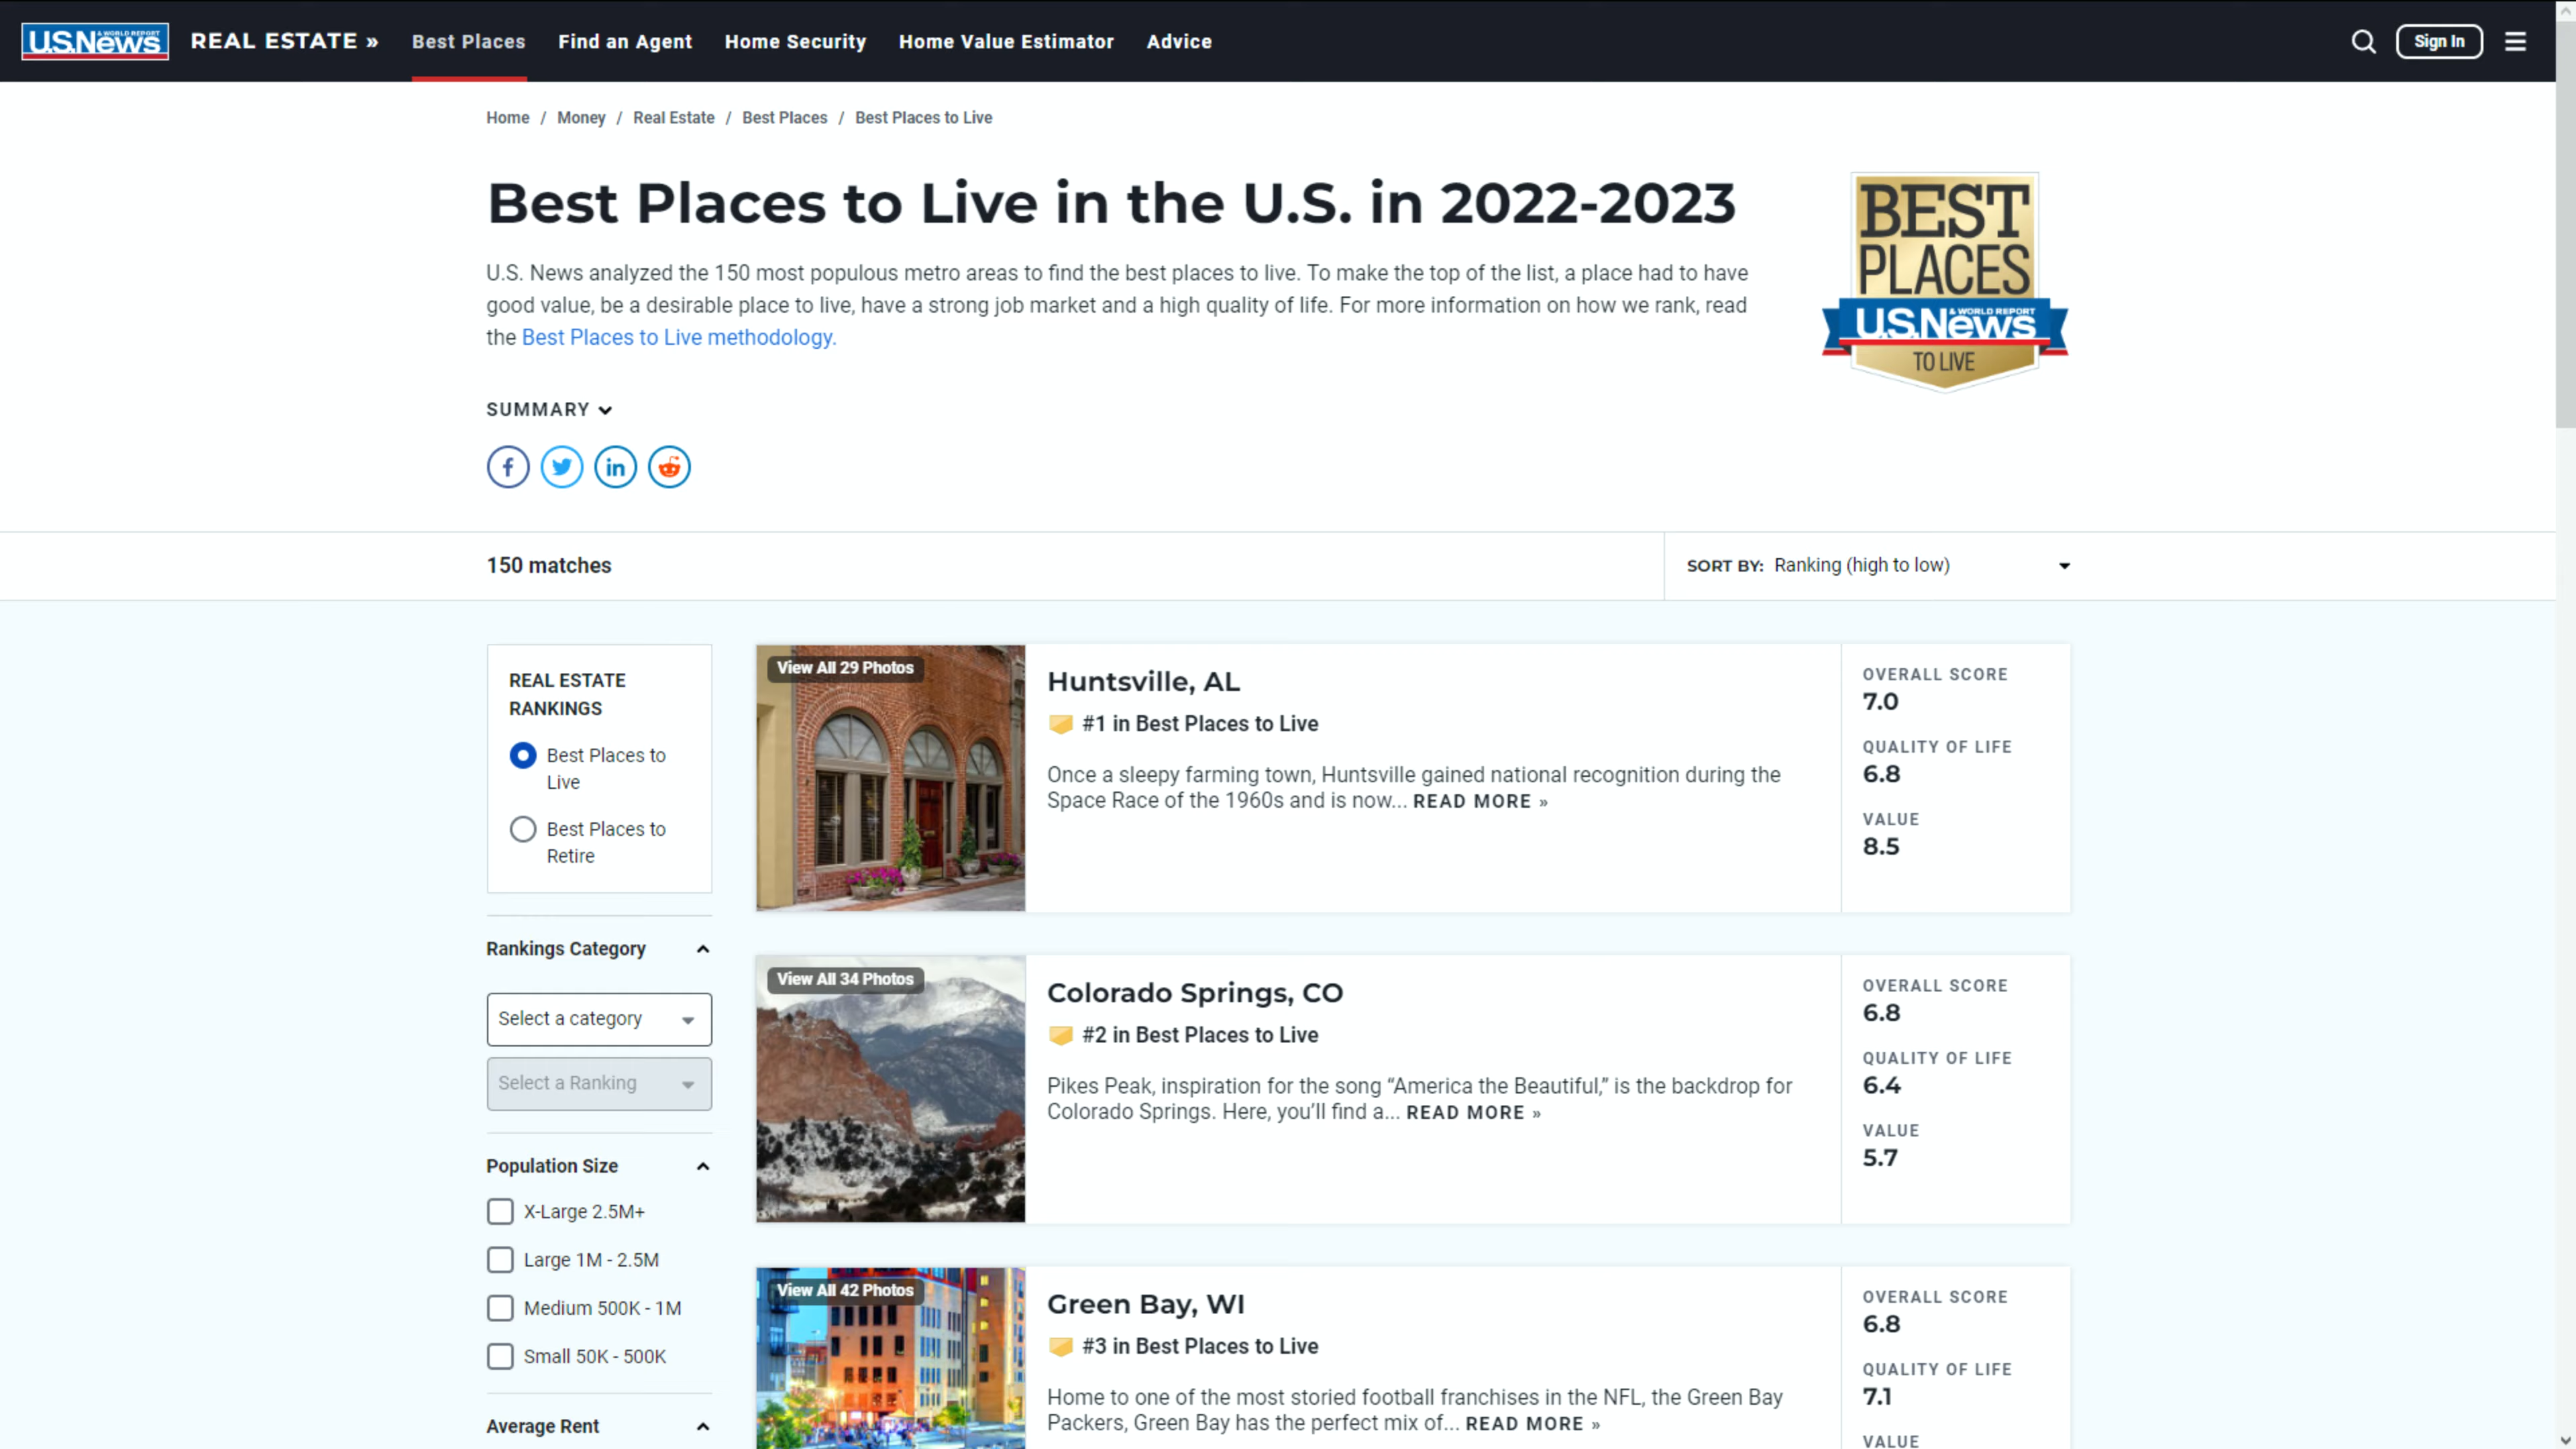 U.S.News & WORLD REPORT REAL ESTATE » Best Places Find an Agent Home Security Home Value Estimator Advice Sign In
Home / Money / Real Estate / Best Places / Best Places to Live
Best Places to Live in the U.S. in 2022-2023
U.S. News analyzed the 150 most populous metro areas to find the best places to live. To make the top of the list, a place had to have
good value, be a desirable place to live, have a strong job market and a high quality of life. For more information on how we rank, read
the Best Places to Live methodology.
BEST
PLACES
& WORLD REPORT
U.S.News
TO LIVE
SUMMARY
150 matches
SORT BY: Ranking (high to low)
REAL ESTATE
RANKINGS
Best Places to
Live
Best Places to
Retire
Rankings Category
Select a category
Select a Ranking
Population Size
X-Large 2.5M+
Large 1M - 2.5M
Medium 500K - 1M
Small 50K - 500K
Average Rent
View All 29 Photos
Huntsville, AL
#1 in Best Places to Live
Once a sleepy farming town, Huntsville gained national recognition during the
Space Race of the 1960s and is now... READ MORE »
OVERALL SCORE
7.0
QUALITY OF LIFE
6.8
VALUE
8.5
View All 34 Photos
Colorado Springs, CO
#2 in Best Places to Live
Pikes Peak, inspiration for the song “America the Beautiful,” is the backdrop for
Colorado Springs. Here, you’ll find a... READ MORE »
OVERALL SCORE
6.8
QUALITY OF LIFE
6.4
VALUE
5.7
View All 42 Photos
Green Bay, WI
#3 in Best Places to Live
Home to one of the most storied football franchises in the NFL, the Green Bay
Packers, Green Bay has the perfect mix of... READ MORE »
OVERALL SCORE
6.8
QUALITY OF LIFE
7.1
VALUE